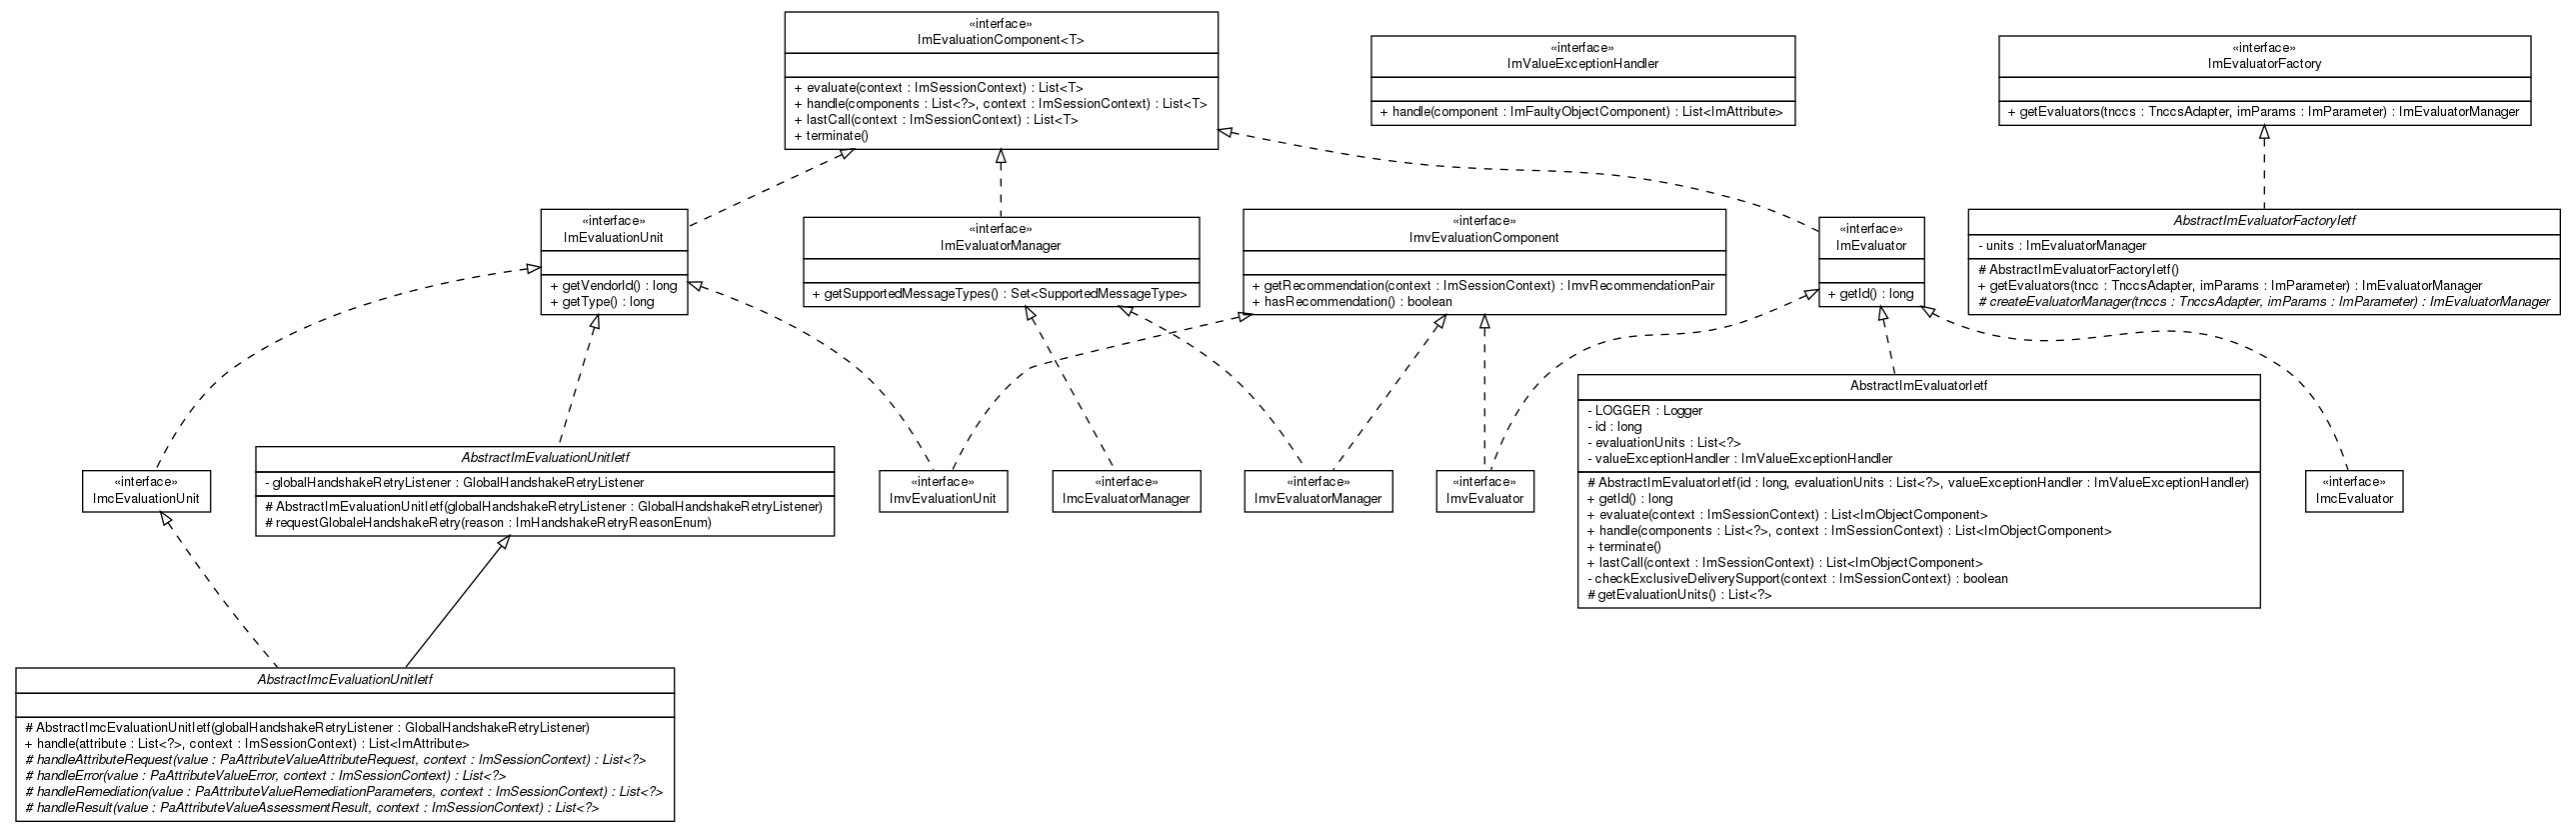 «interface»
ImEvaluationComponent<T>
+ evaluate(context : ImSessionContext) : List<T>
+ handle(components : List<?>, context : ImSessionContext) : List<T>
+ lastCall(context : ImSessionContext) : List<T>
+ terminate()
«interface»
ImValueExceptionHandler
+ handle(component : ImFaultyObjectComponent) : List<ImAttribute>
«interface»
ImEvaluatorFactory
+ getEvaluators(tnccs : TnccsAdapter, imParams : ImParameter) : ImEvaluatorManager
«interface»
ImEvaluationUnit
+ getVendorId() : long
+ getType() : long
«interface»
ImEvaluatorManager
+ getSupportedMessageTypes() : Set<SupportedMessageType>
«interface»
ImvEvaluationComponent
+ getRecommendation(context : ImSessionContext) : ImvRecommendationPair
+ hasRecommendation() : boolean
«interface»
ImEvaluator
+ getId() : long
AbstractImEvaluatorFactoryIetf
- units : ImEvaluatorManager
# AbstractImEvaluatorFactoryIetf()
+ getEvaluators(tncc : TnccsAdapter, imParams : ImParameter) : ImEvaluatorManager
# createEvaluatorManager(tnccs : TnccsAdapter, imParams : ImParameter) : ImEvaluatorManager
«interface»
ImcEvaluationUnit
AbstractImEvaluationUnitIetf
- globalHandshakeRetryListener : GlobalHandshakeRetryListener
# AbstractImEvaluationUnitIetf(globalHandshakeRetryListener : GlobalHandshakeRetryListener)
# requestGlobaleHandshakeRetry(reason : ImHandshakeRetryReasonEnum)
«interface»
ImvEvaluationUnit
«interface»
ImcEvaluatorManager
«interface»
ImvEvaluatorManager
«interface»
ImvEvaluator
AbstractImEvaluatorIetf
- LOGGER : Logger
- id : long
- evaluationUnits : List<?>
- valueExceptionHandler : ImValueExceptionHandler
# AbstractImEvaluatorIetf(id : long, evaluationUnits : List<?>, valueExceptionHandler : ImValueExceptionHandler)
+ getId() : long
+ evaluate(context : ImSessionContext) : List<ImObjectComponent>
+ handle(components : List<?>, context : ImSessionContext) : List<ImObjectComponent>
+ terminate()
+ lastCall(context : ImSessionContext) : List<ImObjectComponent>
- checkExclusiveDeliverySupport(context : ImSessionContext) : boolean
# getEvaluationUnits() : List<?>
«interface»
ImcEvaluator
AbstractImcEvaluationUnitIetf
# AbstractImcEvaluationUnitIetf(globalHandshakeRetryListener : GlobalHandshakeRetryListener)
+ handle(attribute : List<?>, context : ImSessionContext) : List<ImAttribute>
# handleAttributeRequest(value : PaAttributeValueAttributeRequest, context : ImSessionContext) : List<?>
# handleError(value : PaAttributeValueError, context : ImSessionContext) : List<?>
# handleRemediation(value : PaAttributeValueRemediationParameters, context : ImSessionContext) : List<?>
# handleResult(value : PaAttributeValueAssessmentResult, context : ImSessionContext) : List<?>